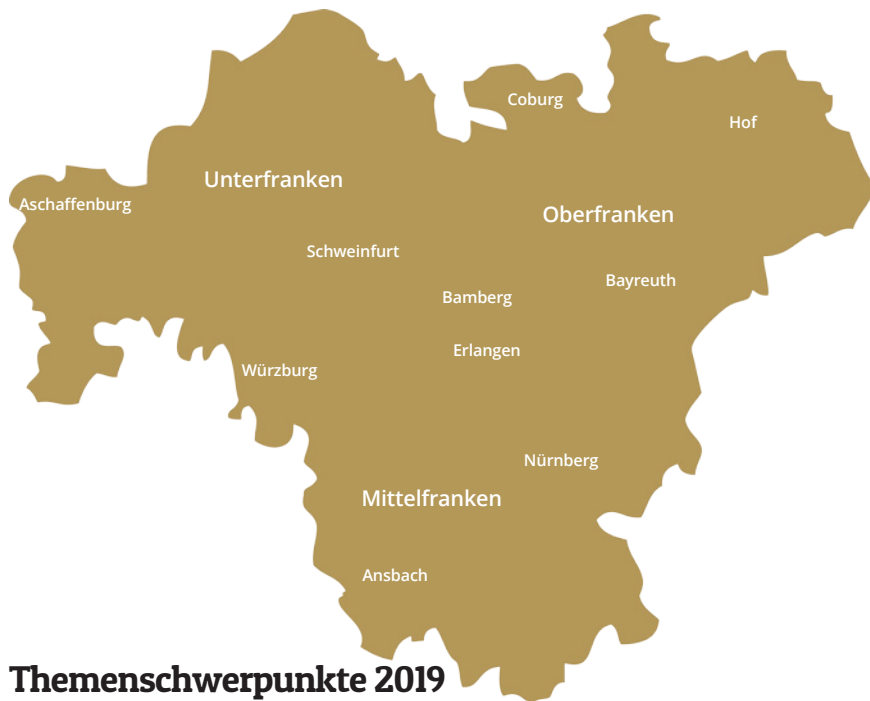 Coburg
Hof
Unterfranken
Aschaffenburg
Oberfranken
Schweinfurt
Bayreuth
Bamberg
Erlangen
Würzburg
Nürnberg
Mittelfranken
Ansbach
Themenschwerpunkte 2019